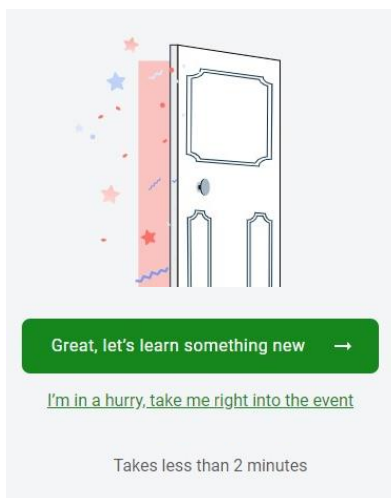 Great, let's learn something new →
I'm in a hurry, take me right into the event
Takes less than 2 minutes